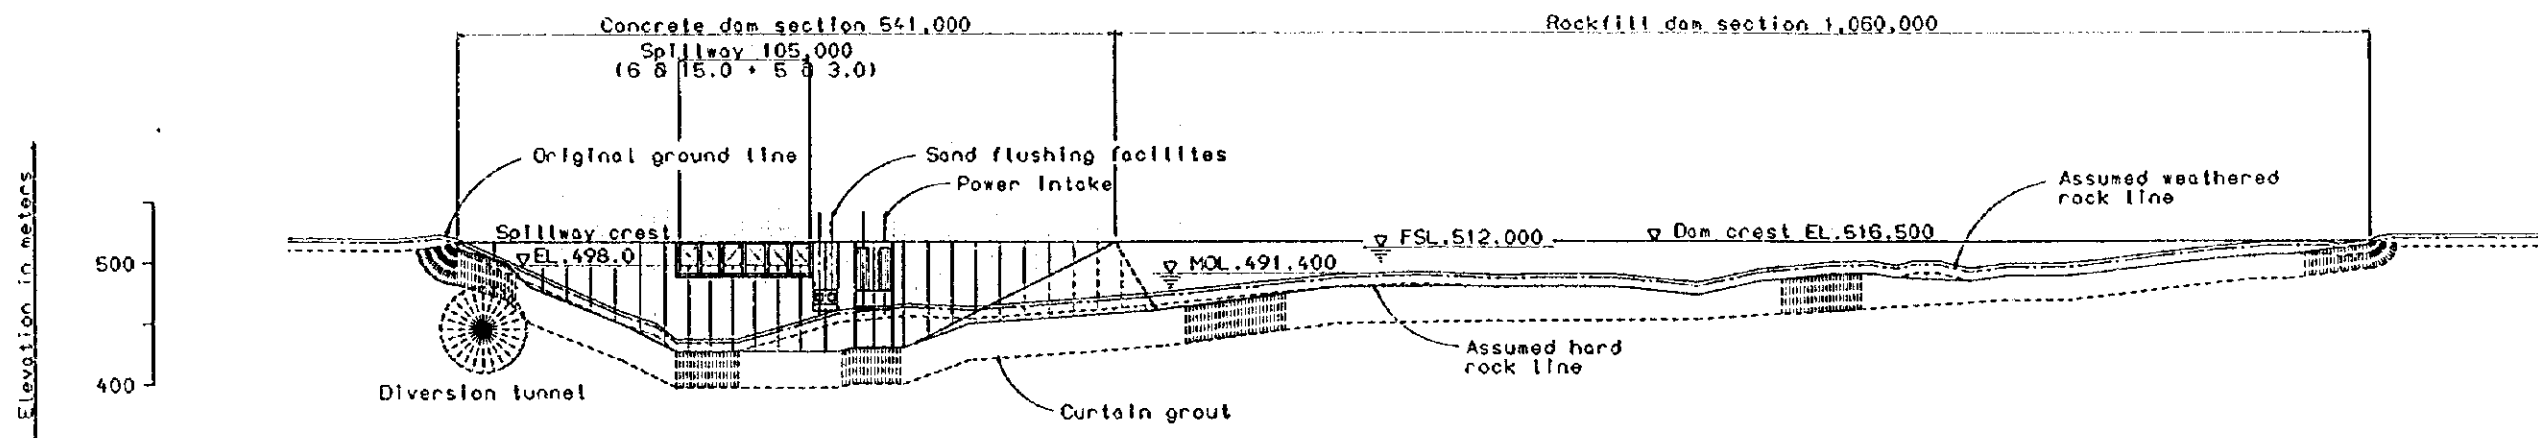 Concrete dam section 541,000
Rockfill dam section 1,060,000
Spillway 105,000
(6 @ 15.0 + 5 @ 3.0)
Original ground line
Sand flushing facilites
Power Intake
Assumed weathered
rock line
Elevation in meters
Spillway crest
EL.498.0
FSL.512.000
Dam crest EL.516.500
MOL.491.400
500
400
Assumed hard
rock line
Diversion tunnel
Curtain grout